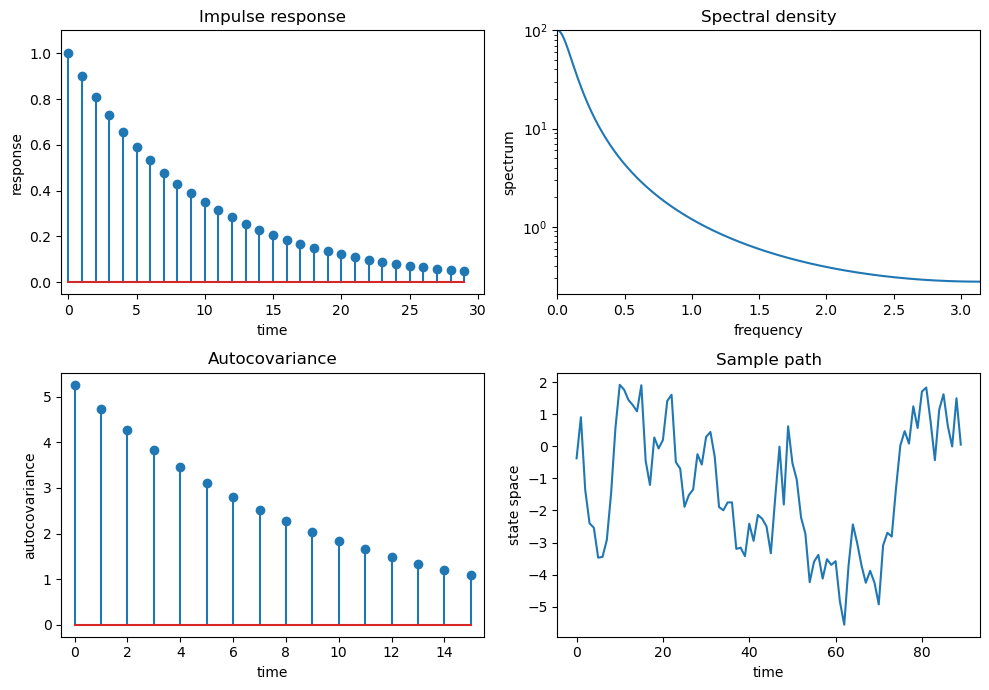 Impulse response
1.0
0.8
0.6
0.4
0.2
0.0
response
0 5 10 15 20 25 30
time
Spectral density
10²
10¹
10⁰
spectrum
0.0 0.5 1.0 1.5 2.0 2.5 3.0
frequency
Autocovariance
5
4
3
2
1
0
autocovariance
0 2 4 6 8 10 12 14
time
Sample path
2
1
0
−1
−2
−3
−4
−5
state space
0 20 40 60 80
time